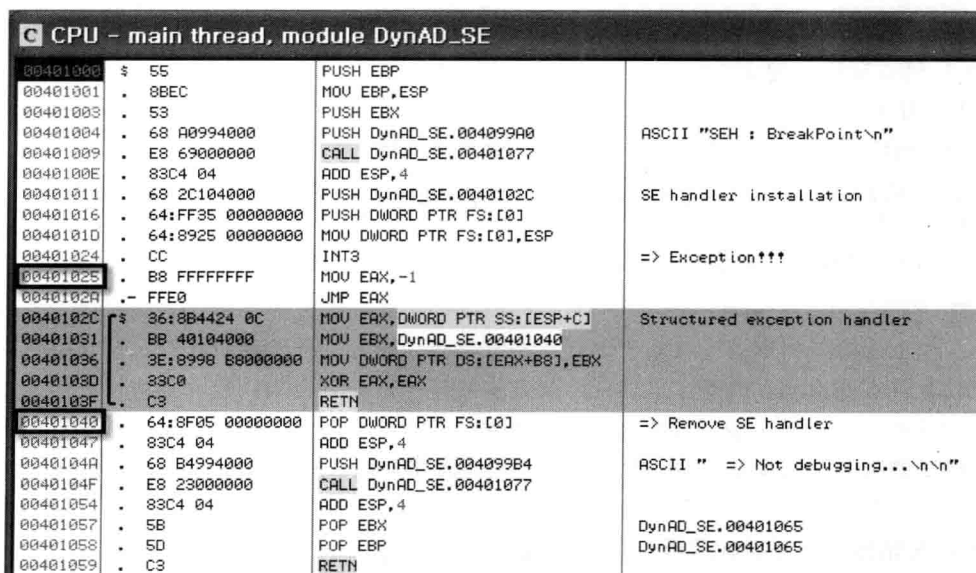 C CPU - main thread, module DynAD_SE
00401000 $ 55 PUSH EBP
00401001 . 8BEC MOV EBP,ESP
00401003 . 53 PUSH EBX
00401004 . 68 A0994000 PUSH DynAD_SE.004099A0 ASCII "SEH : BreakPoint\n"
00401009 . E8 69000000 CALL DynAD_SE.00401077
0040100E . 83C4 04 ADD ESP,4
00401011 . 68 2C104000 PUSH DynAD_SE.0040102C SE handler installation
00401016 . 64:FF35 00000000 PUSH DWORD PTR FS:[0]
0040101D . 64:8925 00000000 MOV DWORD PTR FS:[0],ESP
00401024 . CC INT3 => Exception!!!
00401025 . B8 FFFFFFFF MOV EAX,-1
0040102A .- FFE0 JMP EAX
0040102C $ 36:8B4424 0C MOV EAX,DWORD PTR SS:[ESP+C] Structured exception handler
00401031 . BB 40104000 MOV EBX,DynAD_SE.00401040
00401036 . 3E:8998 B8000000 MOV DWORD PTR DS:[EAX+B8],EBX
0040103D . 33C0 XOR EAX,EAX
0040103F . C3 RETN
00401040 . 64:8F05 00000000 POP DWORD PTR FS:[0] => Remove SE handler
00401047 . 83C4 04 ADD ESP,4
0040104A . 68 B4994000 PUSH DynAD_SE.004099B4 ASCII " => Not debugging...\n\n"
0040104F . E8 23000000 CALL DynAD_SE.00401077
00401054 . 83C4 04 ADD ESP,4
00401057 . 5B POP EBX DynAD_SE.00401065
00401058 . 5D POP EBP DynAD_SE.00401065
00401059 . C3 RETN